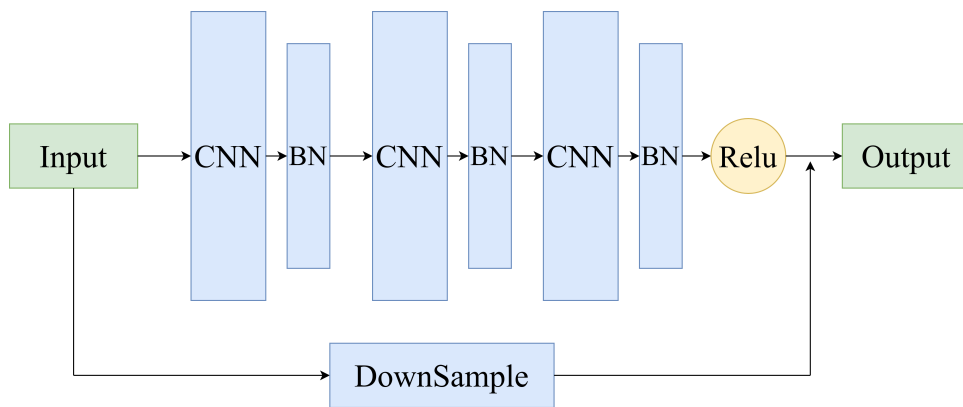 Input
CNN
BN
CNN
BN
CNN
BN
Relu
Output
DownSample